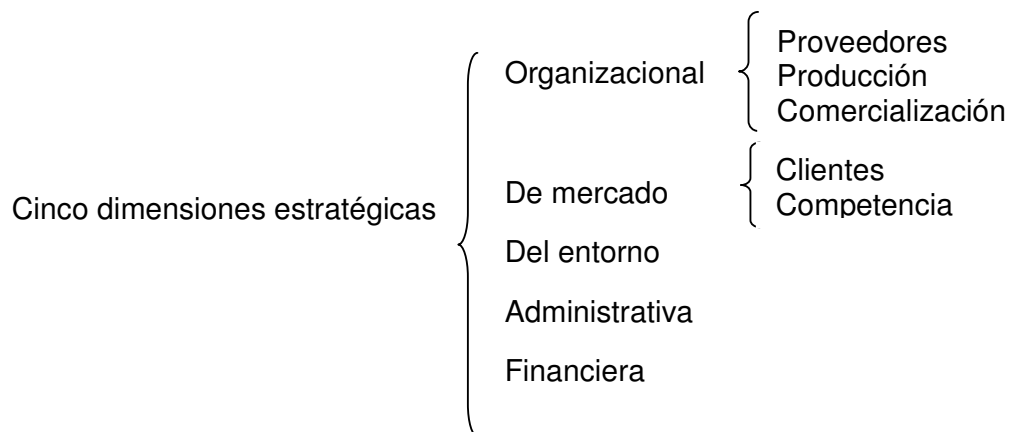 Cinco dimensiones estratégicas
Organizacional
Proveedores
Producción
Comercialización
De mercado
Clientes
Competencia
Del entorno
Administrativa
Financiera